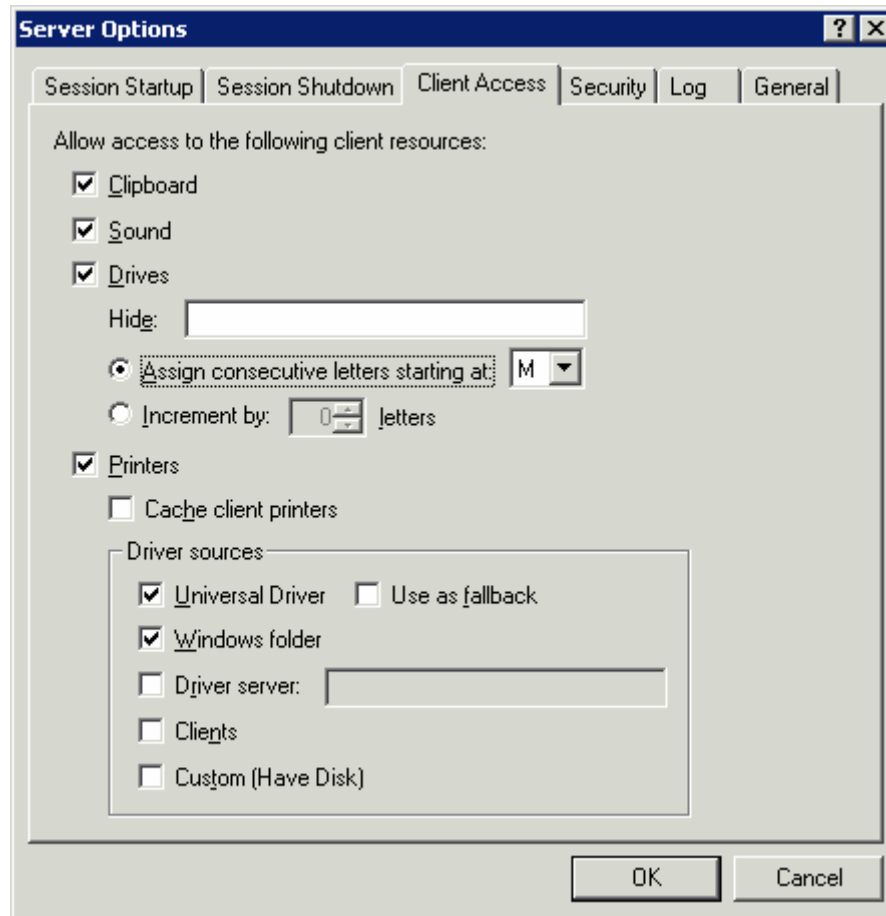 Server Options
Session Startup Session Shutdown Client Access Security Log General
Allow access to the following client resources:
Clipboard
Sound
Drives
Hide:
Assign consecutive letters starting at: M
Increment by: 0 letters
Printers
Cache client printers
Driver sources
Universal Driver Use as fallback
Windows folder
Driver server:
Clients
Custom (Have Disk)
OK Cancel